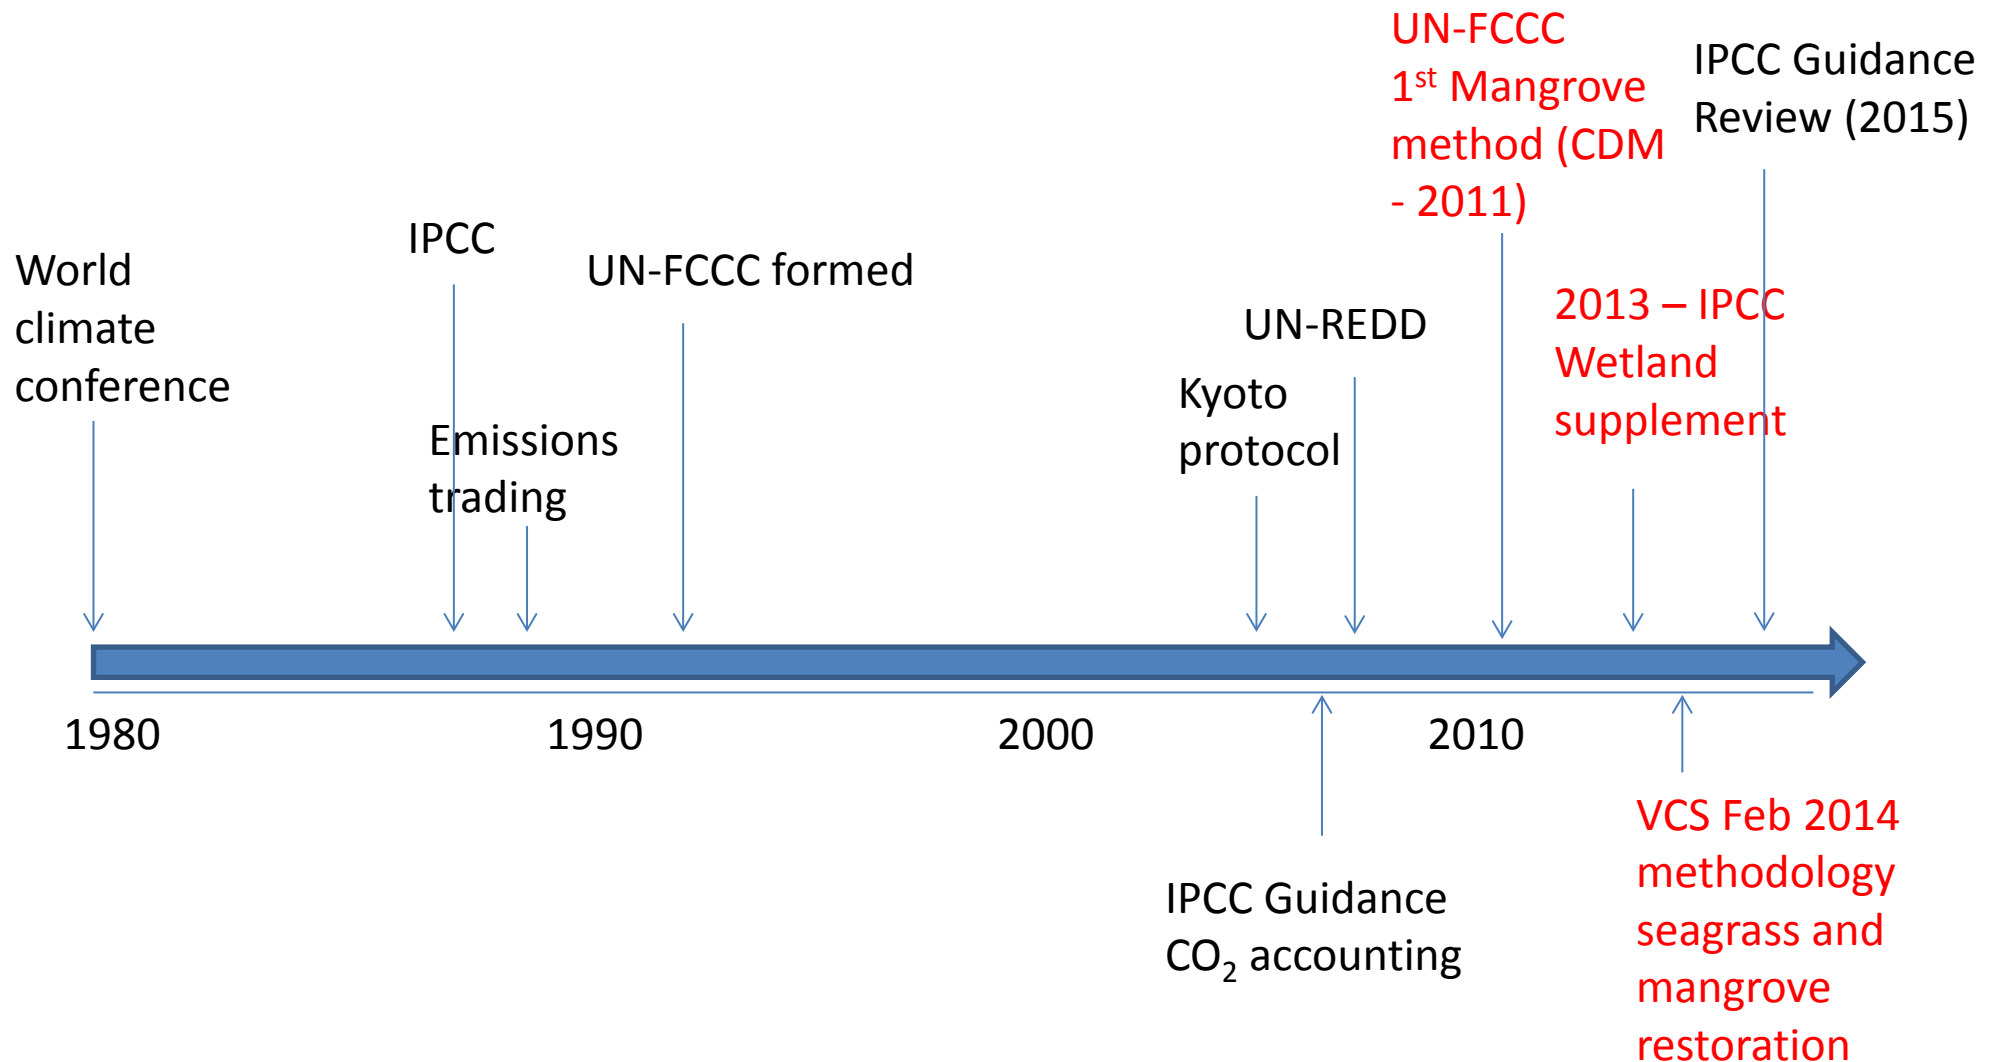 World
climate
conference
IPCC
Emissions
trading
UN-FCCC formed
Kyoto
protocol
UN-REDD
UN-FCCC
1st Mangrove
method (CDM
- 2011)
2013 – IPCC
Wetland
supplement
IPCC Guidance
Review (2015)
1980
1990
2000
2010
IPCC Guidance
CO₂ accounting
VCS Feb 2014
methodology
seagrass and
mangrove
restoration